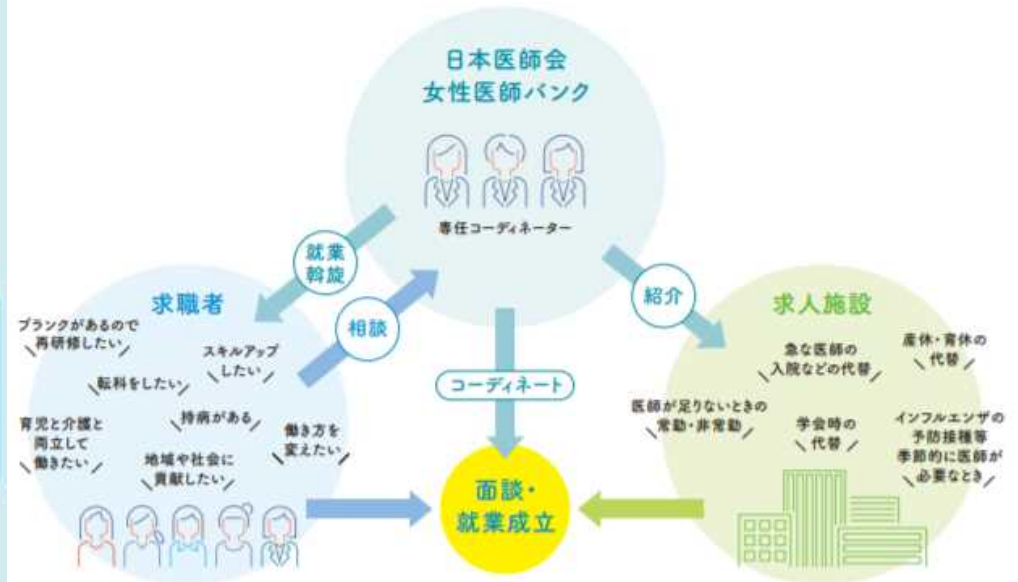 日本医師会
女性医師バンク
専任コーディネーター
就業
斡旋
相談
紹介
コーディネート
求職者
ブランクがあるので
再研修したい
スキルアップ
したい
転科をしたい
持病がある
育児と介護と
両立して
働きたい
働き方を
変えたい
地域や社会に
貢献したい
求人施設
急な医師の
入院などの代替
産休・育休の
代替
医師が足りないときの
常勤・非常勤
学会時の
代替
インフルエンザの
予防接種等
季節的に医師が
必要なとき
面談・
就業成立